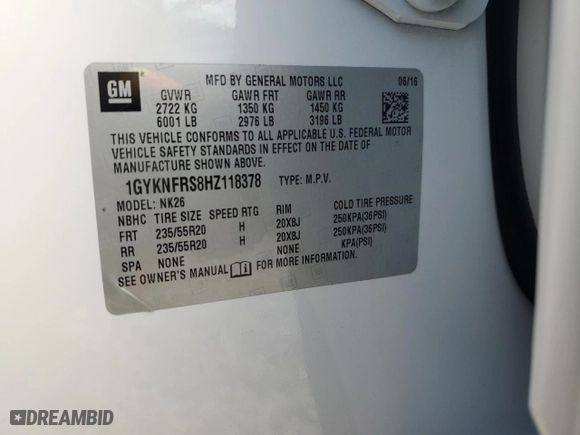 GM
MFD BY GENERAL MOTORS LLC 06/16
GVWR GAWR FRT GAWR RR
2722 KG 1350 KG 1450 KG
6001 LB 2976 LB 3196 LB
THIS VEHICLE CONFORMS TO ALL APPLICABLE U.S. FEDERAL MOTOR
VEHICLE SAFETY STANDARDS IN EFFECT ON THE DATE OF
MANUFACTURE SHOWN ABOVE.
1GYKNFRS8HZ118378 TYPE: M.P.V.
MODEL: NK26
NBHC TIRE SIZE SPEED RTG RIM COLD TIRE PRESSURE
FRT 235/55R20 H 20X8J 250KPA(36PSI)
RR 235/55R20 H 20X8J 250KPA(36PSI)
SPA NONE NONE KPA(PSI)
SEE OWNER'S MANUAL FOR MORE INFORMATION.
DREAMBID